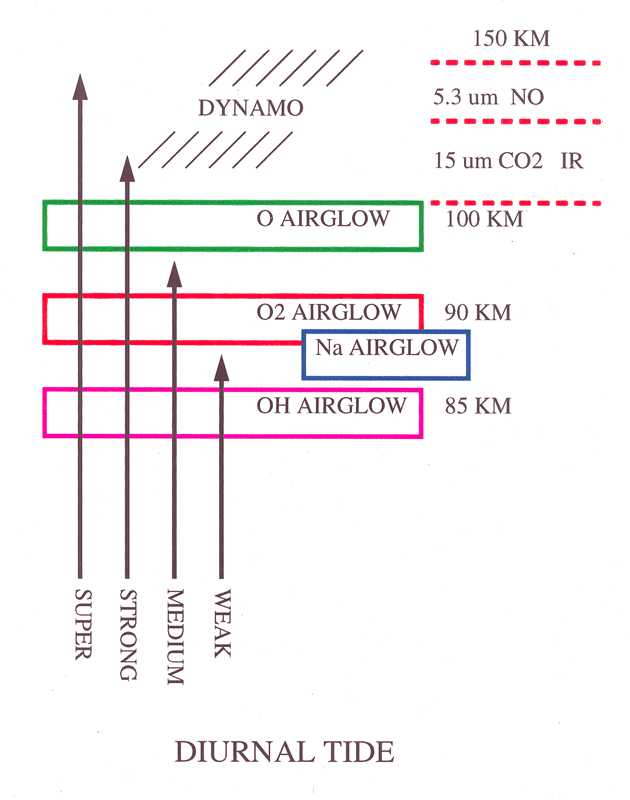 150 KM
5.3 um NO
DYNAMO
15 um CO2 IR
O AIRGLOW
100 KM
O2 AIRGLOW
90 KM
Na AIRGLOW
OH AIRGLOW
85 KM
SUPER
STRONG
MEDIUM
WEAK
DIURNAL TIDE